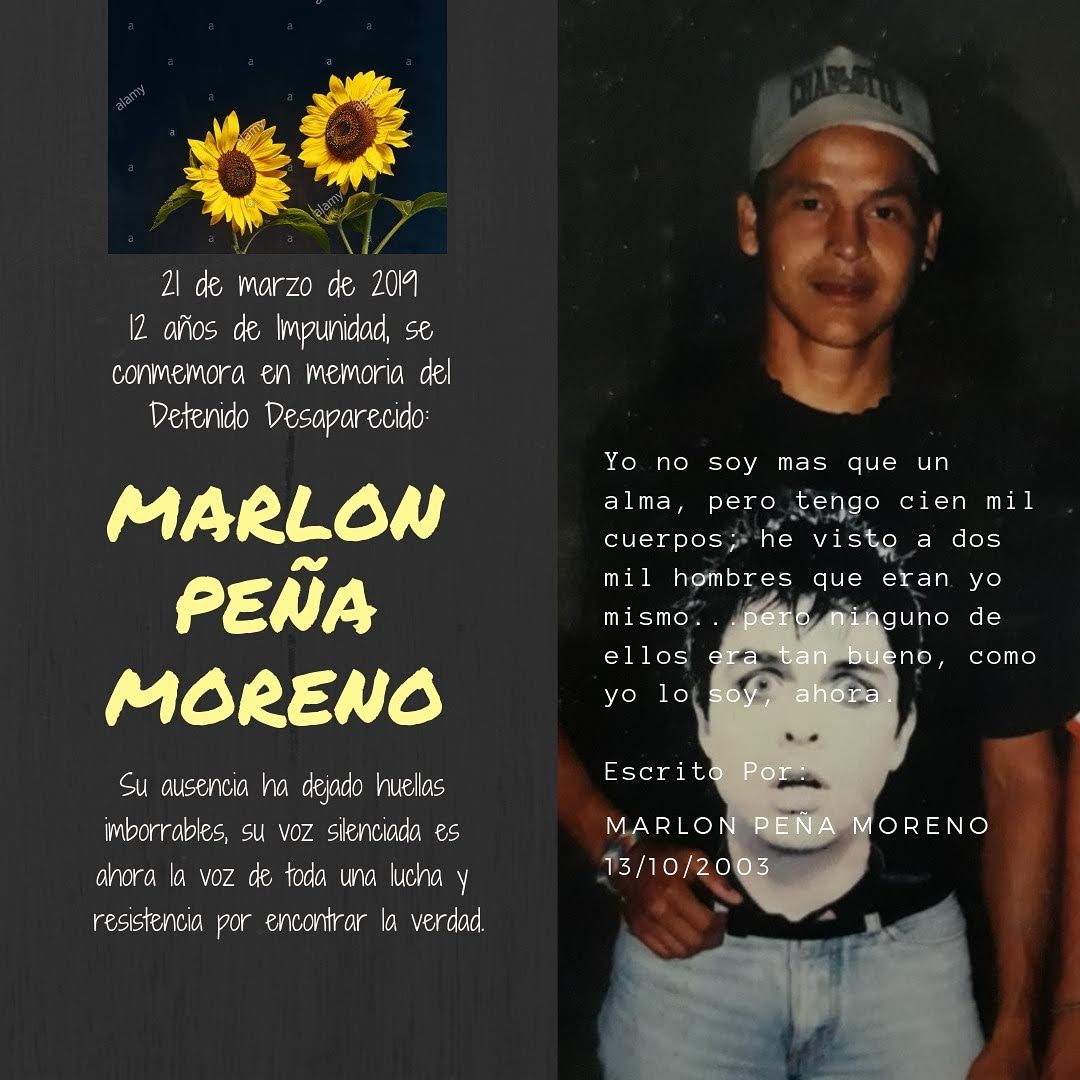 alamy
alamy
alamy
21 de marzo de 2019
12 años de Impunidad, se
conmemora en memoria del
Detenido Desaparecido:
MARLON
PEÑA
MORENO
Su ausencia ha dejado huellas
imborrables, su voz silenciada es
ahora la voz de toda una lucha y
resistencia por encontrar la verdad.
CHARLOTTE
Yo no soy mas que un
alma, pero tengo cien mil
cuerpos; he visto a dos
mil hombres que eran yo
mismo...pero ninguno de
ellos era tan bueno, como
yo lo soy, ahora.
Escrito Por:
MARLON PEÑA MORENO
13/10/2003